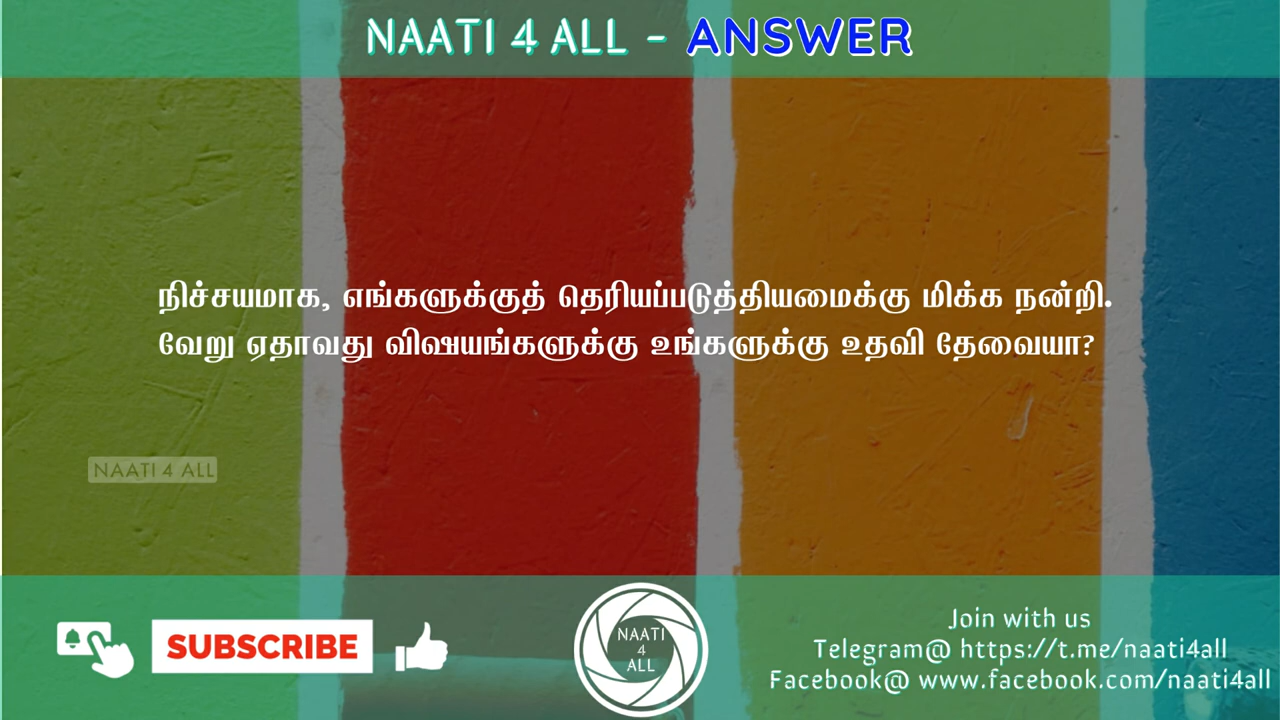 NAATI 4 ALL - ANSWER
நிச்சயமாக, எங்களுக்குத் தெரியப்படுத்தியமைக்கு மிக்க நன்றி.
வேறு ஏதாவது விஷயங்களுக்கு உங்களுக்கு உதவி தேவையா?
NAATI 4 ALL
SUBSCRIBE
NAATI
4
ALL
Join with us
Telegram@ https://t.me/naati4all
Facebook@ www.facebook.com/naati4all